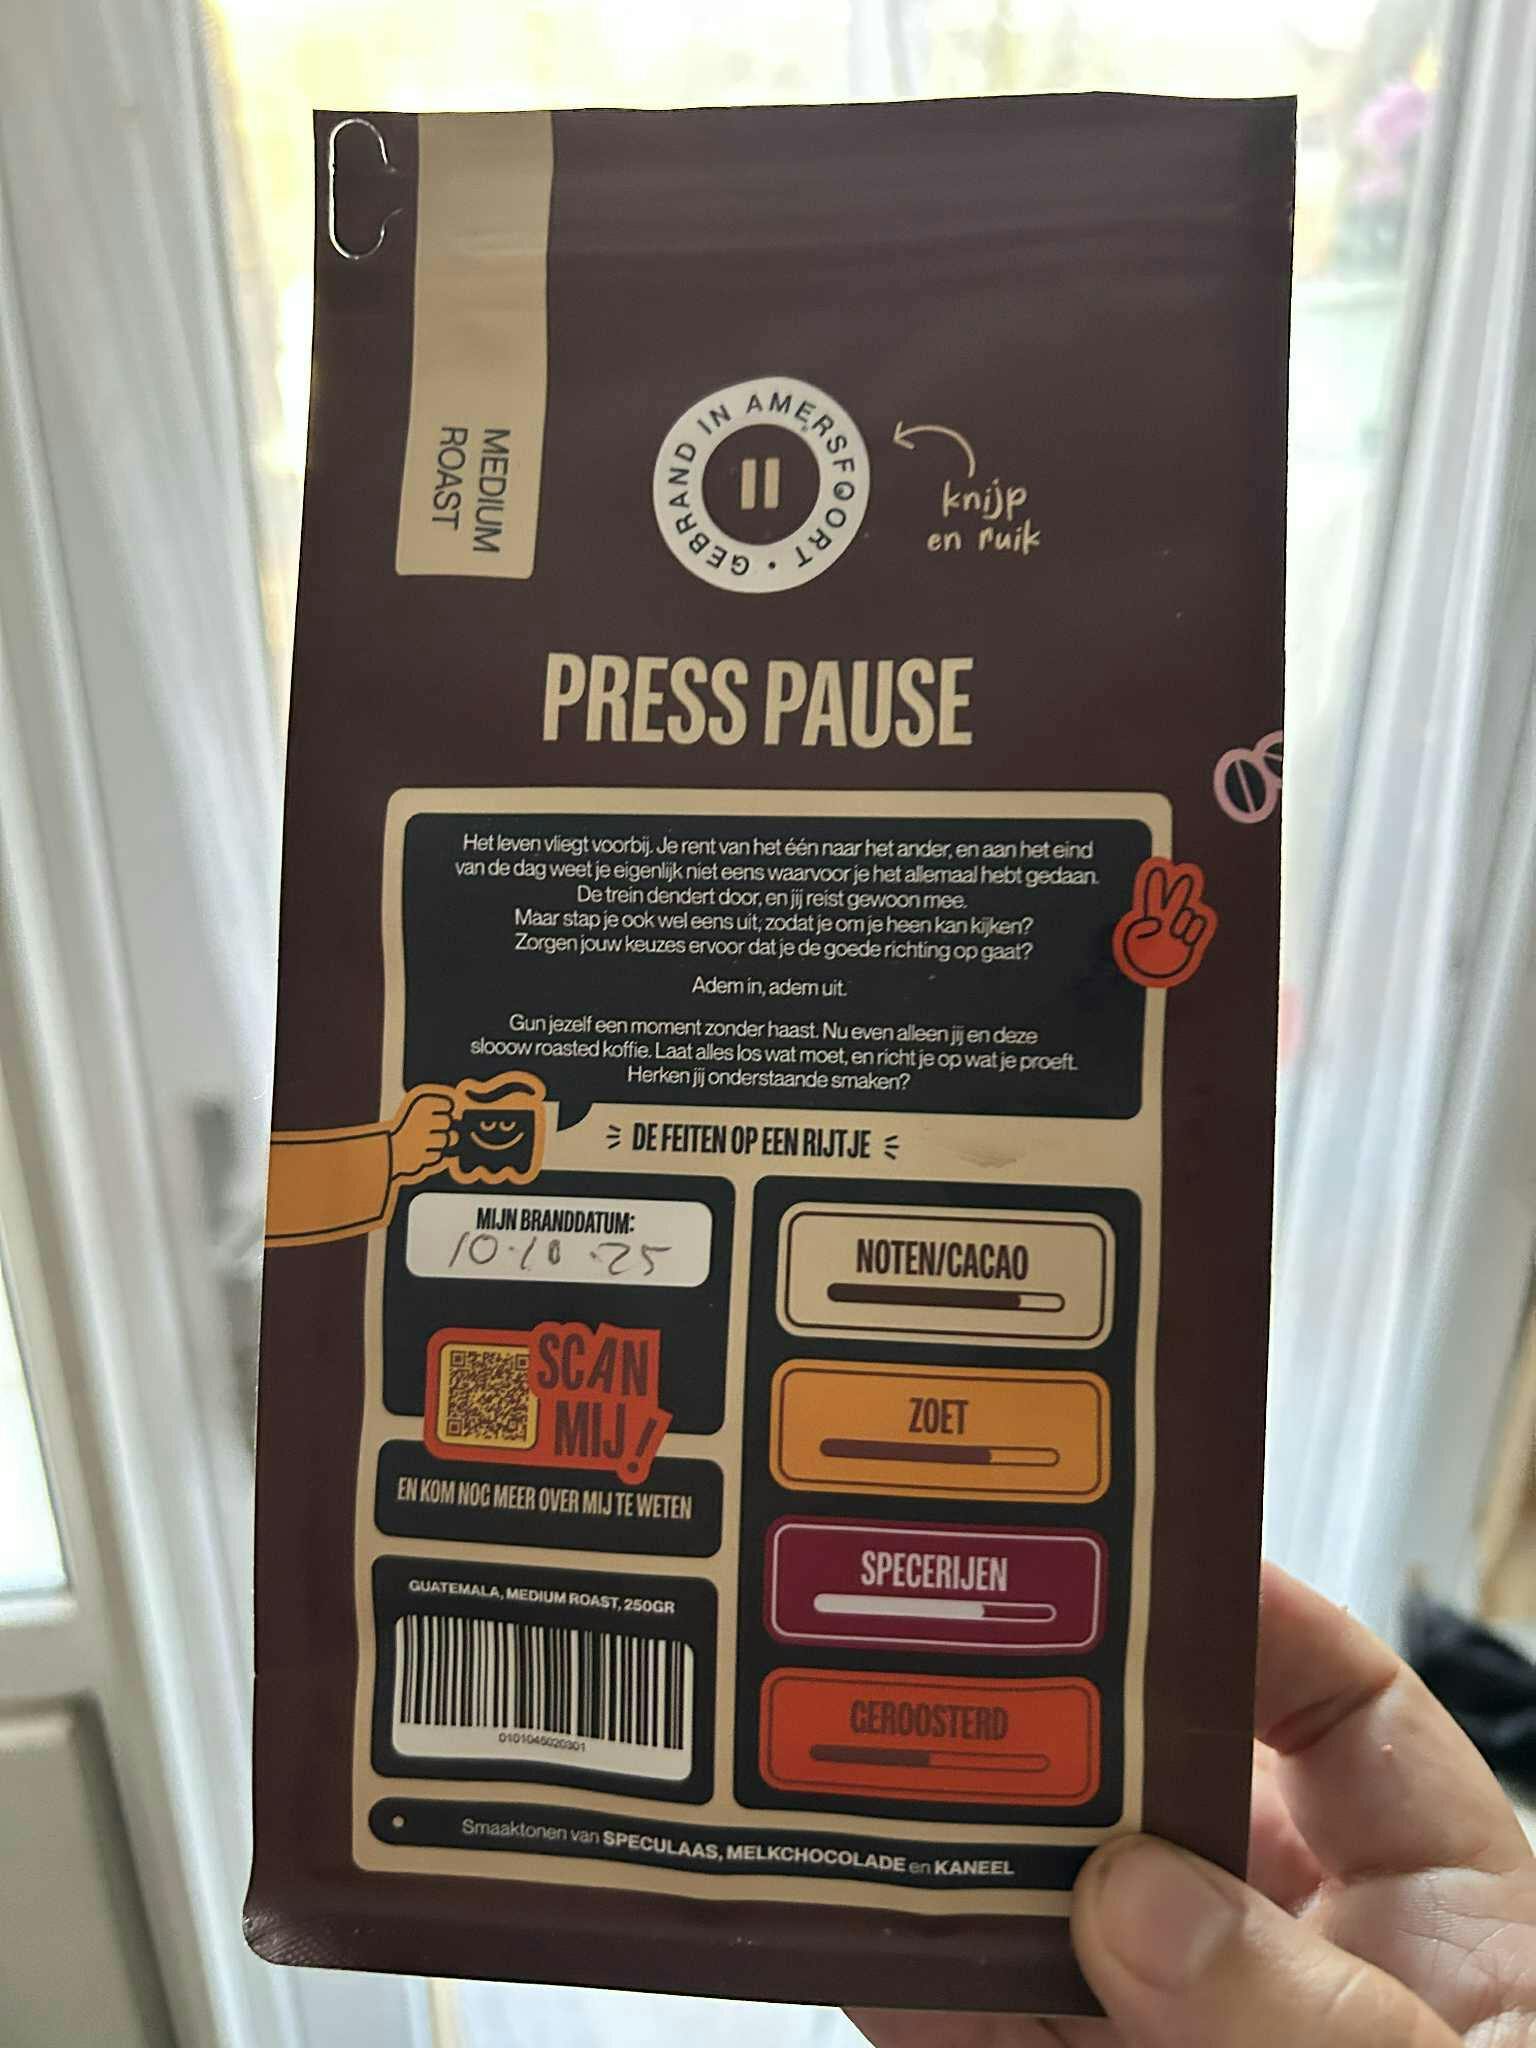 MEDIUM
ROAST
GEBRAND IN AMERSFOORT •
knijp
en ruik
PRESS PAUSE
Het leven vliegt voorbij. Je rent van het één naar het ander, en aan het eind
van de dag weet je eigenlijk niet eens waarvoor je het allemaal hebt gedaan.
De trein dendert door, en jij reist gewoon mee.
Maar stap je ook wel eens uit, zodat je om je heen kan kijken?
Zorgen jouw keuzes ervoor dat je de goede richting op gaat?
Adem in, adem uit.
Gun jezelf een moment zonder haast. Nu even alleen jij en deze
slooow roasted koffie. Laat alles los wat moet, en richt je op wat je proeft.
Herken jij onderstaande smaken?
DE FEITEN OP EEN RIJTJE
MIJN BRANDDATUM:
10-10-25
SCAN
MIJ!
EN KOM NOG MEER OVER MIJ TE WETEN
GUATEMALA, MEDIUM ROAST, 250GR
0101045020301
NOTEN/CACAO
ZOET
SPECERIJEN
GEROOSTERD
Smaaktonen van SPECULAAS, MELKCHOCOLADE en KANEEL